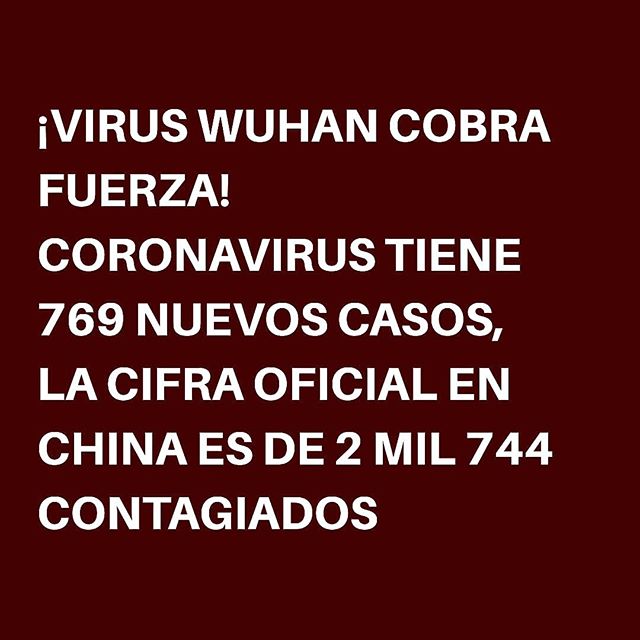 ¡VIRUS WUHAN COBRA
FUERZA!
CORONAVIRUS TIENE
769 NUEVOS CASOS,
LA CIFRA OFICIAL EN
CHINA ES DE 2 MIL 744
CONTAGIADOS